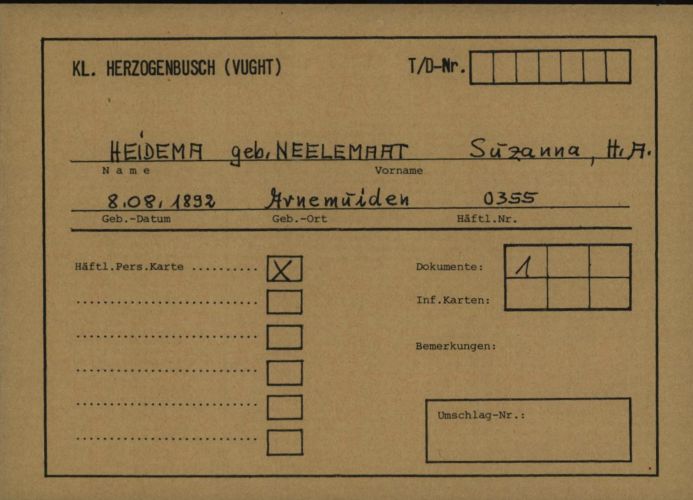 KL. HERZOGENBUSCH (VUGHT) T/D-Nr.
HEIDEMA geb. NEELEMAAT Suzanna, H.A.
Name Vorname
8.08.1892 Arnemuiden 0355
Geb.-Datum Geb.-Ort Häftl.Nr.
Häftl.Pers.Karte .......... X Dokumente: 1
Inf.Karten:
Bemerkungen:
Umschlag-Nr.: